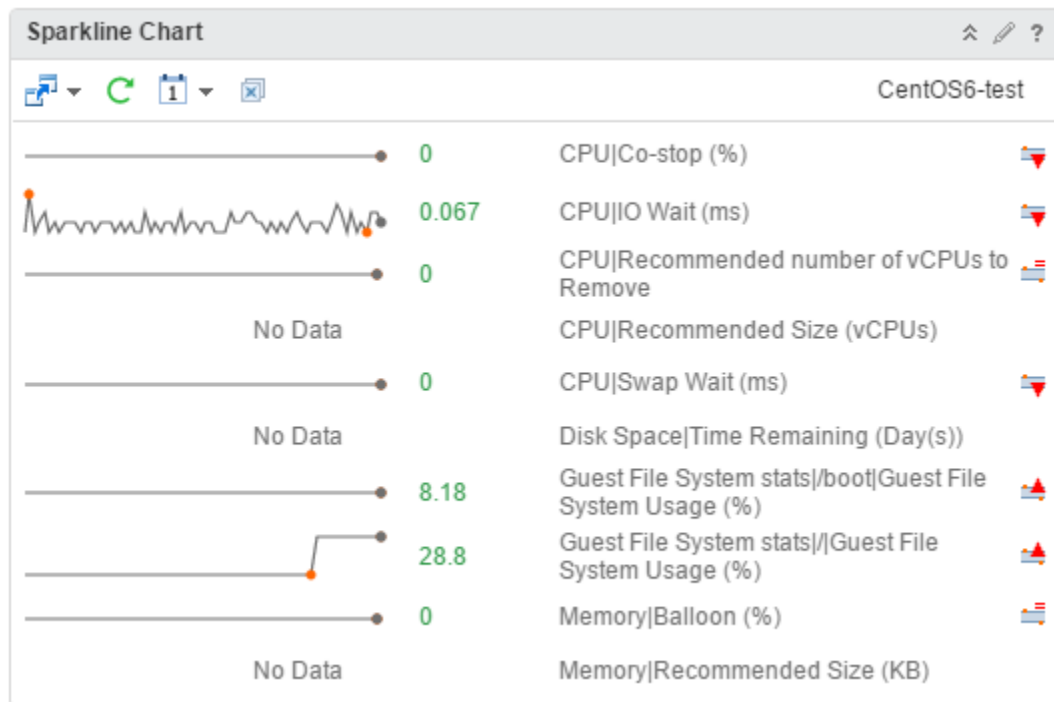 Sparkline Chart ?
1 CentOS6-test
0 CPU|Co-stop (%)
0.067 CPU|IO Wait (ms)
0 CPU|Recommended number of vCPUs to
Remove
No Data CPU|Recommended Size (vCPUs)
0 CPU|Swap Wait (ms)
No Data Disk Space|Time Remaining (Day(s))
8.18 Guest File System stats|/boot|Guest File
System Usage (%)
28.8 Guest File System stats|/|Guest File
System Usage (%)
0 Memory|Balloon (%)
No Data Memory|Recommended Size (KB)